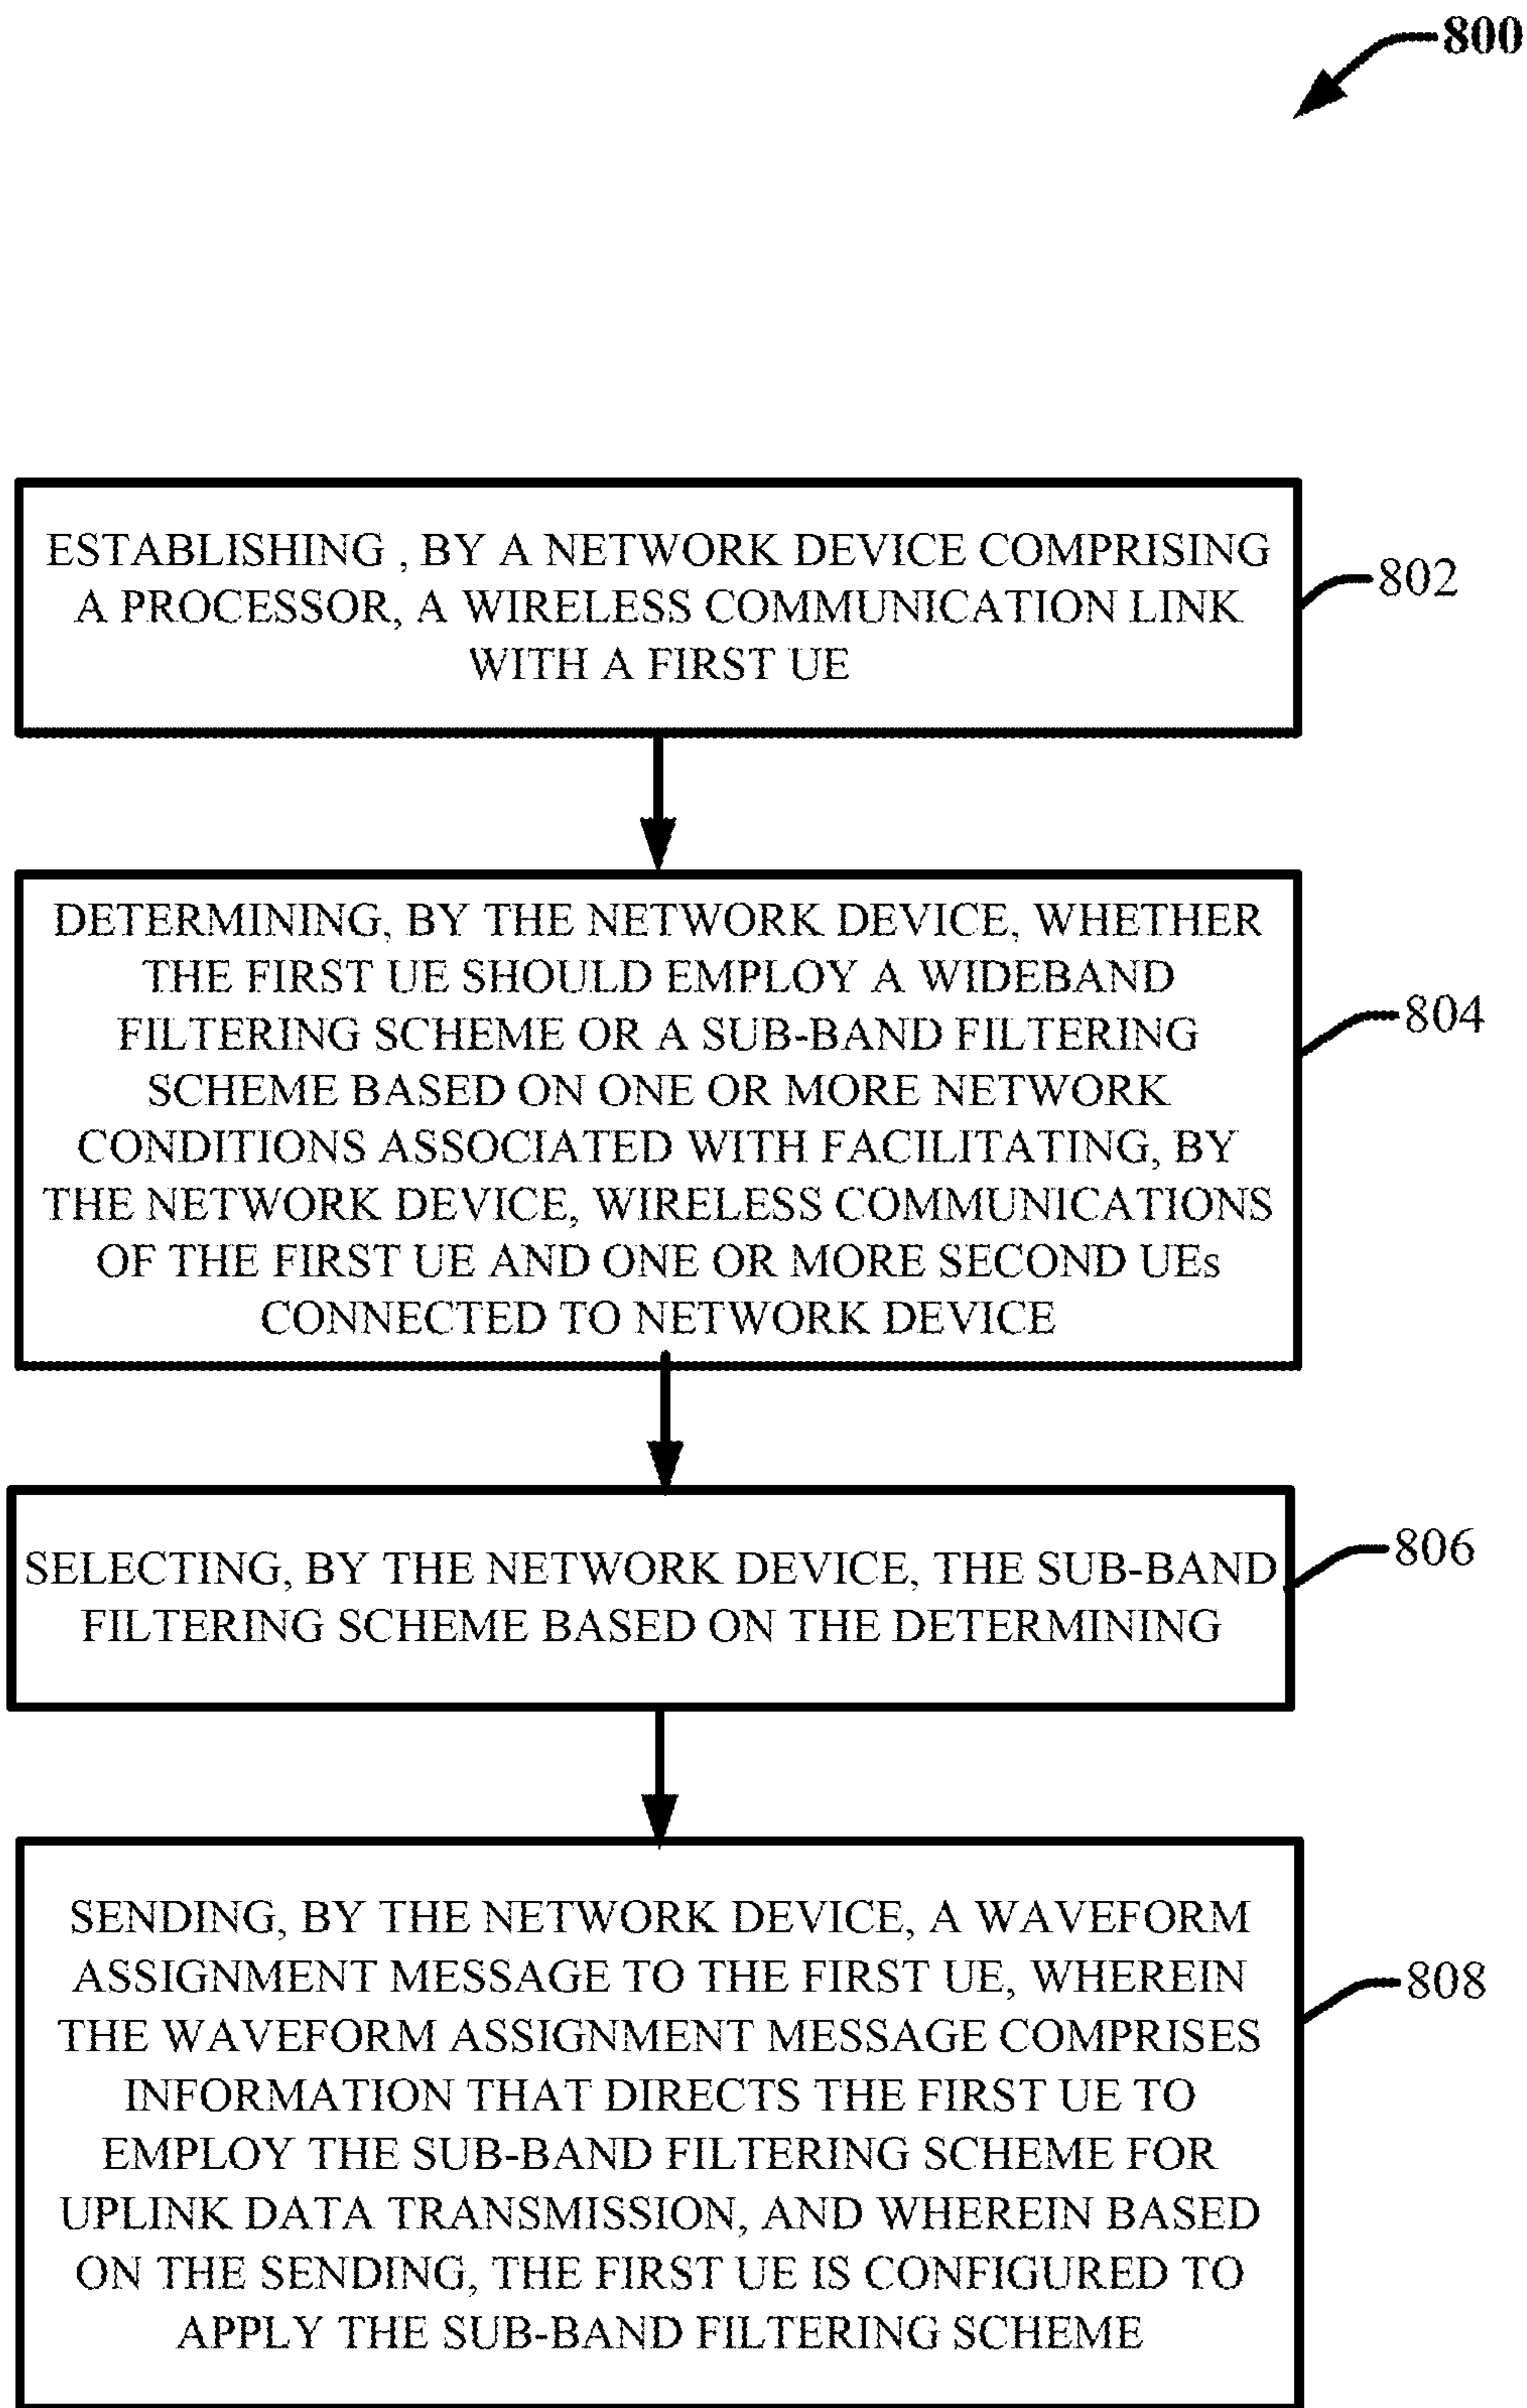 800
ESTABLISHING , BY A NETWORK DEVICE COMPRISING
A PROCESSOR, A WIRELESS COMMUNICATION LINK
WITH A FIRST UE
802
DETERMINING, BY THE NETWORK DEVICE, WHETHER
THE FIRST UE SHOULD EMPLOY A WIDEBAND
FILTERING SCHEME OR A SUB-BAND FILTERING
SCHEME BASED ON ONE OR MORE NETWORK
CONDITIONS ASSOCIATED WITH FACILITATING, BY
THE NETWORK DEVICE, WIRELESS COMMUNICATIONS
OF THE FIRST UE AND ONE OR MORE SECOND UEs
CONNECTED TO NETWORK DEVICE
804
SELECTING, BY THE NETWORK DEVICE, THE SUB-BAND
FILTERING SCHEME BASED ON THE DETERMINING
806
SENDING, BY THE NETWORK DEVICE, A WAVEFORM
ASSIGNMENT MESSAGE TO THE FIRST UE, WHEREIN
THE WAVEFORM ASSIGNMENT MESSAGE COMPRISES
INFORMATION THAT DIRECTS THE FIRST UE TO
EMPLOY THE SUB-BAND FILTERING SCHEME FOR
UPLINK DATA TRANSMISSION, AND WHEREIN BASED
ON THE SENDING, THE FIRST UE IS CONFIGURED TO
APPLY THE SUB-BAND FILTERING SCHEME
808